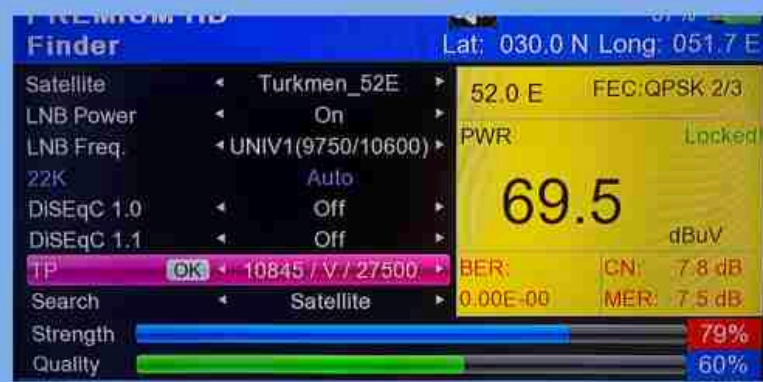 PREMIUM HD
Finder
Lat: 030.0 N Long: 051.7 E
Satellite Turkmen_52E
LNB Power On
LNB Freq. UNIV1(9750/10600)
22K Auto
DiSEqC 1.0 Off
DiSEqC 1.1 Off
TP OK 10845 / V / 27500
Search Satellite
52.0 E FEC:QPSK 2/3
PWR Locked!
69.5
dBuV
BER: CN: 7.8 dB
0.00E-00 MER: 7.5 dB
Strength 79%
Quality 60%